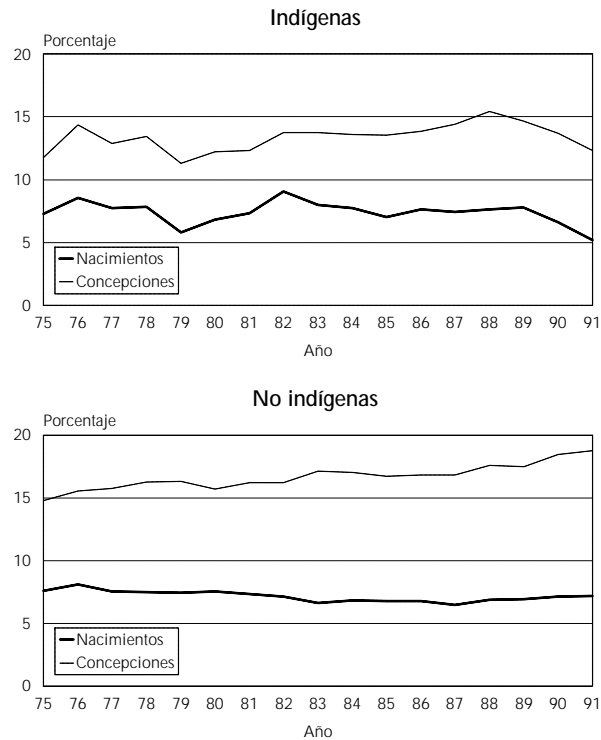 Indígenas
Porcentaje
20
15
10
5
0
Nacimientos
Concepciones
75 76 77 78 79 80 81 82 83 84 85 86 87 88 89 90 91
Año
No indígenas
Porcentaje
20
15
10
5
0
Nacimientos
Concepciones
75 76 77 78 79 80 81 82 83 84 85 86 87 88 89 90 91
Año